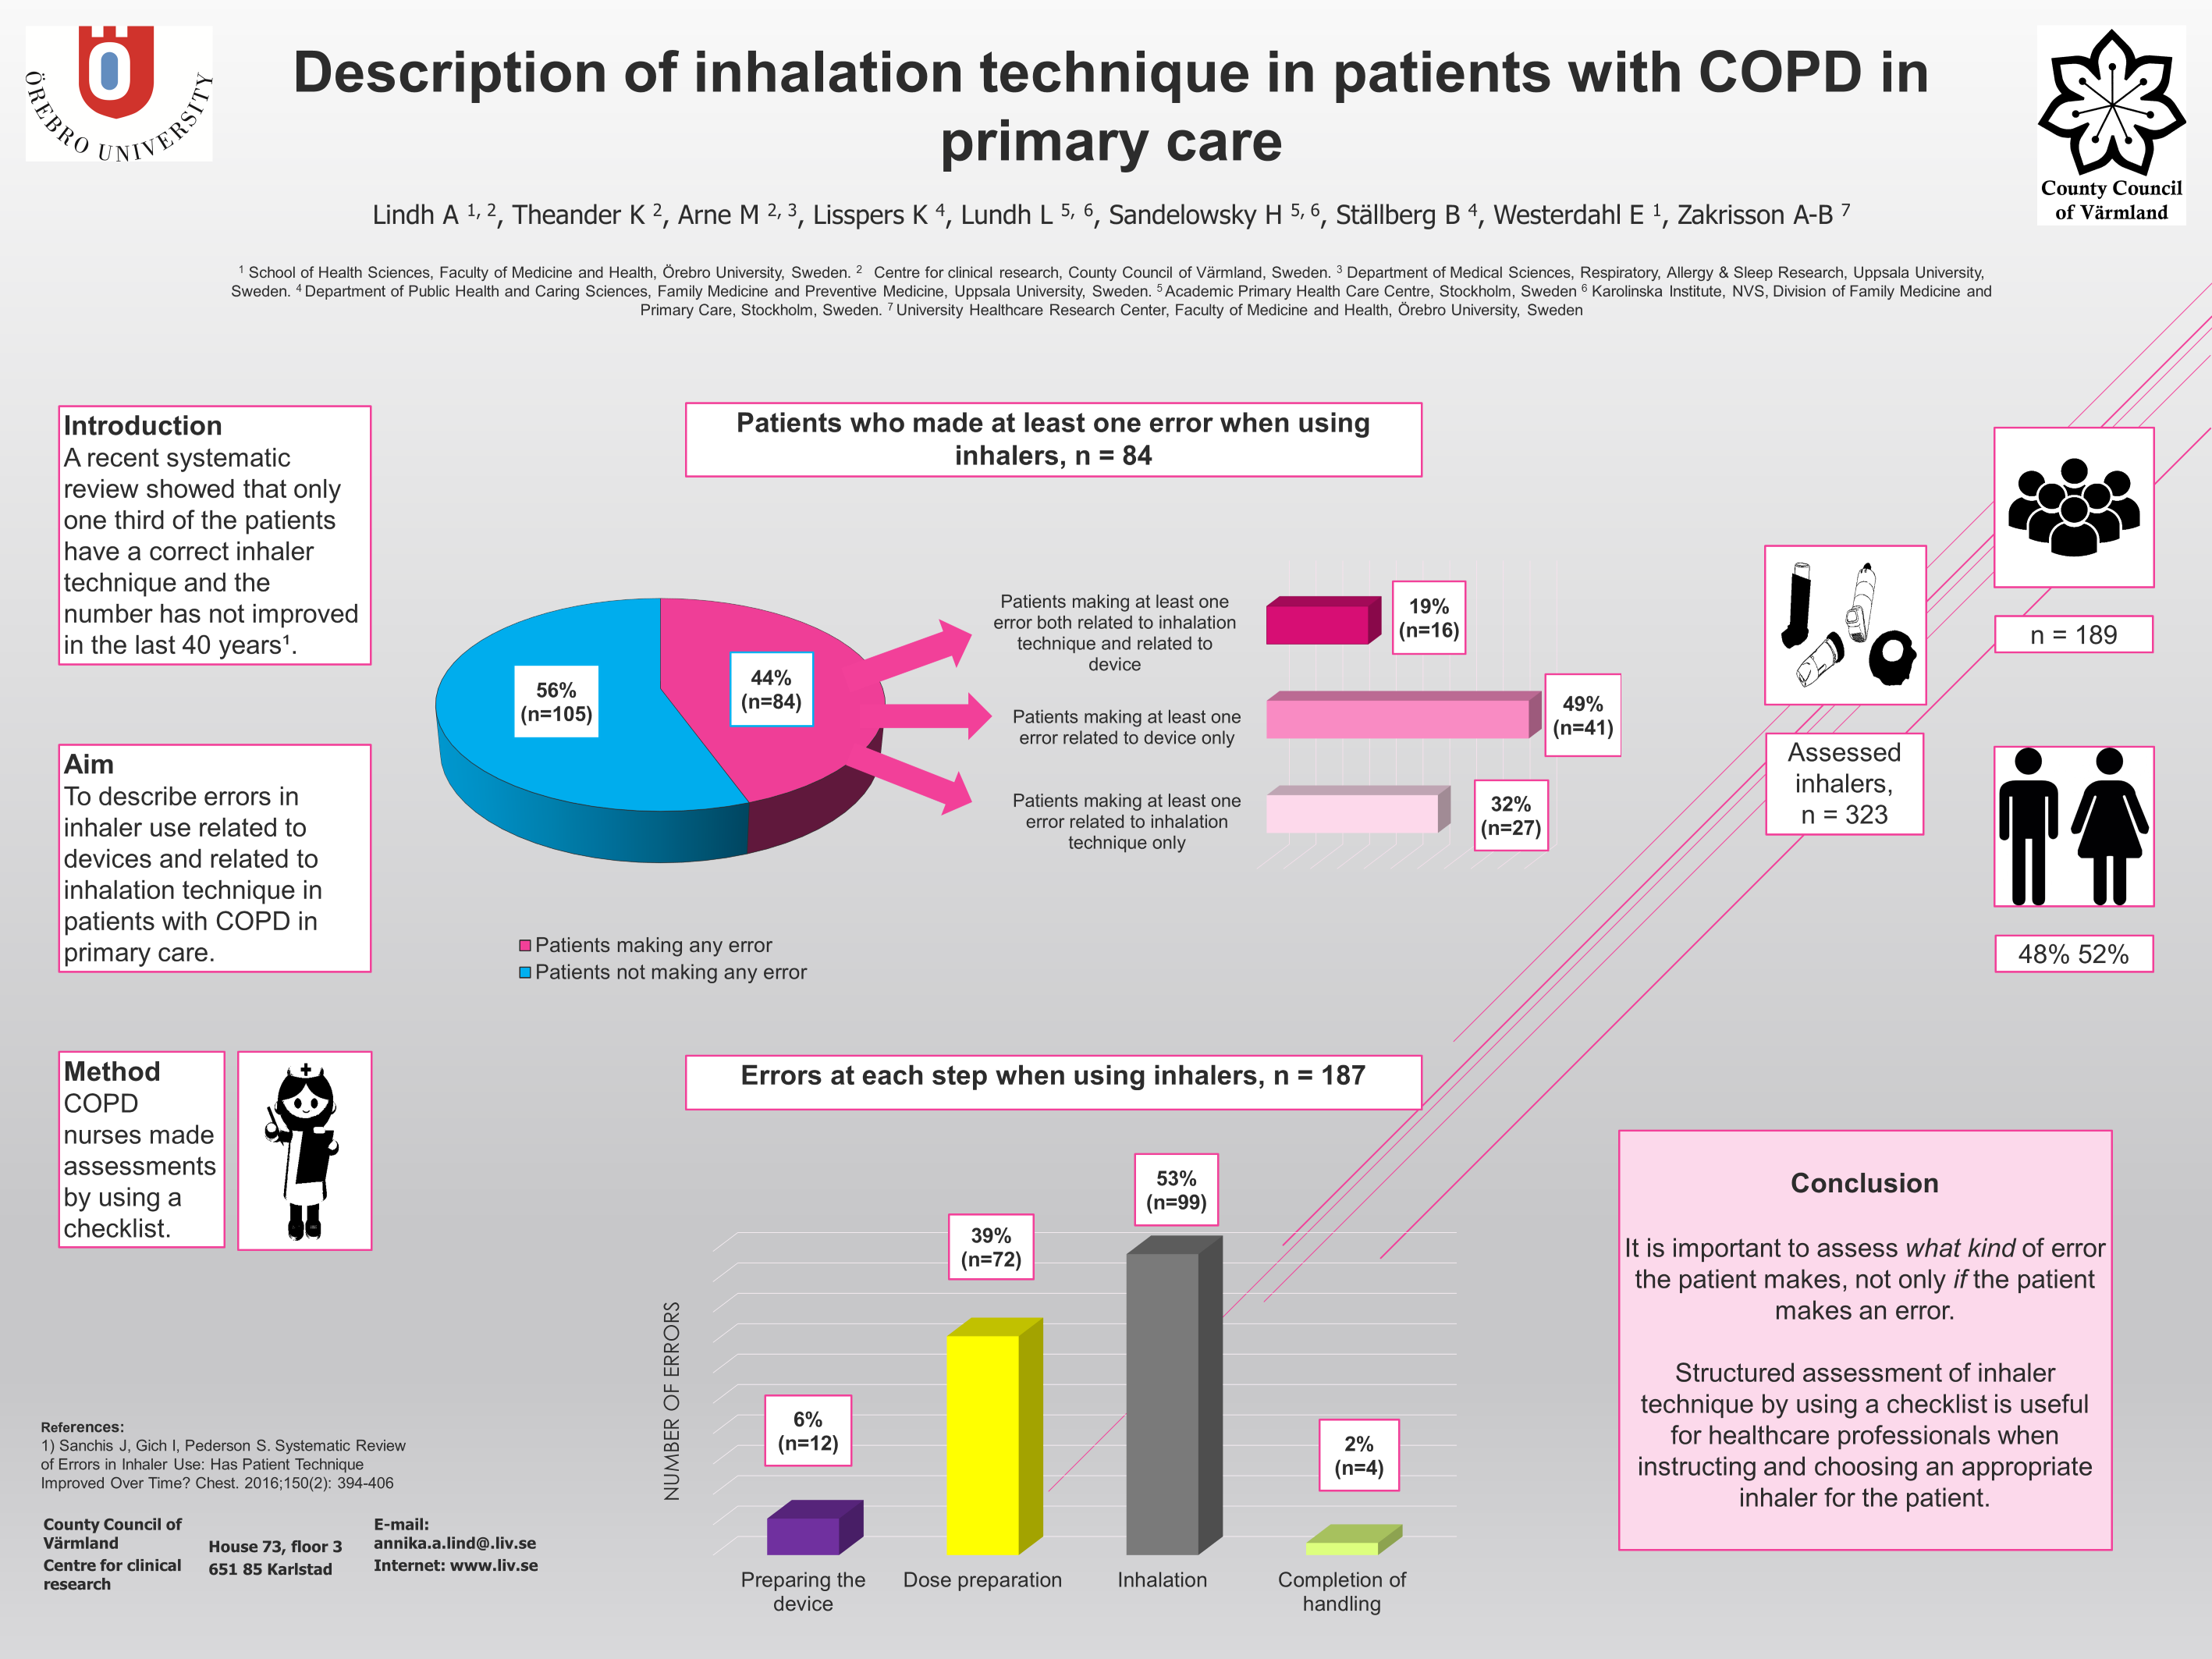 ÖREBRO UNIVERSITY
Description of inhalation technique in patients with COPD in
primary care
County Council
of Värmland
Lindh A 1, 2, Theander K 2, Arne M 2, 3, Lisspers K 4, Lundh L 5, 6, Sandelowsky H 5, 6, Ställberg B 4, Westerdahl E 1, Zakrisson A-B 7
1 School of Health Sciences, Faculty of Medicine and Health, Örebro University, Sweden. 2 Centre for clinical research, County Council of Värmland, Sweden. 3 Department of Medical Sciences, Respiratory, Allergy & Sleep Research, Uppsala University,
Sweden. 4 Department of Public Health and Caring Sciences, Family Medicine and Preventive Medicine, Uppsala University, Sweden. 5 Academic Primary Health Care Centre, Stockholm, Sweden 6 Karolinska Institute, NVS, Division of Family Medicine and
Primary Care, Stockholm, Sweden. 7 University Healthcare Research Center, Faculty of Medicine and Health, Örebro University, Sweden
Introduction
A recent systematic
review showed that only
one third of the patients
have a correct inhaler
technique and the
number has not improved
in the last 40 years¹.
Aim
To describe errors in
inhaler use related to
devices and related to
inhalation technique in
patients with COPD in
primary care.
Method
COPD
nurses made
assessments
by using a
checklist.
Patients who made at least one error when using
inhalers, n = 84
56%
(n=105)
44%
(n=84)
Patients making at least one
error both related to inhalation
technique and related to
device
19%
(n=16)
Patients making at least one
error related to device only
49%
(n=41)
Patients making at least one
error related to inhalation
technique only
32%
(n=27)
Patients making any error
Patients not making any error
n = 189
Assessed
inhalers,
n = 323
48% 52%
Errors at each step when using inhalers, n = 187
NUMBER OF ERRORS
6%
(n=12)
39%
(n=72)
53%
(n=99)
2%
(n=4)
Preparing the
device
Dose preparation
Inhalation
Completion of
handling
Conclusion
It is important to assess what kind of error
the patient makes, not only if the patient
makes an error.
Structured assessment of inhaler
technique by using a checklist is useful
for healthcare professionals when
instructing and choosing an appropriate
inhaler for the patient.
References:
1) Sanchis J, Gich I, Pederson S. Systematic Review
of Errors in Inhaler Use: Has Patient Technique
Improved Over Time? Chest. 2016;150(2): 394-406
County Council of
Värmland
Centre for clinical
research
House 73, floor 3
651 85 Karlstad
E-mail:
annika.a.lind@.liv.se
Internet: www.liv.se